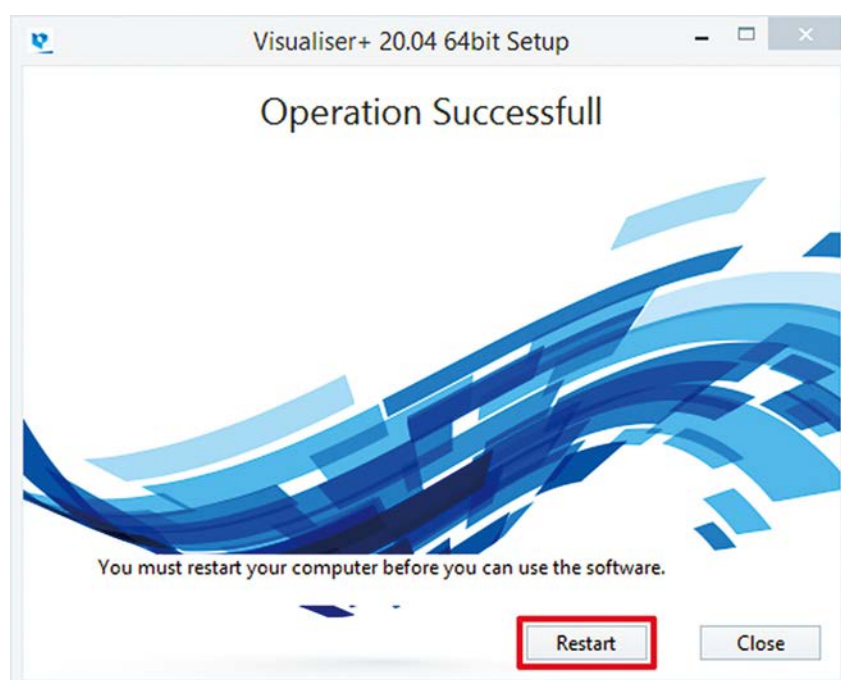 Visualiser+ 20.04 64bit Setup
Operation Successfull
You must restart your computer before you can use the software.
Restart
Close